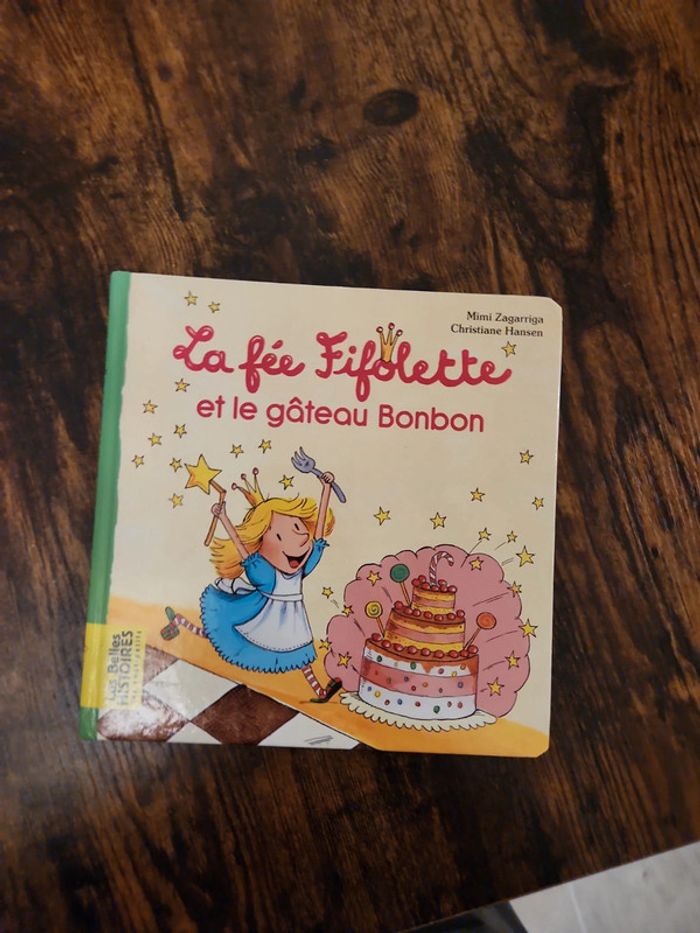 Mimi Zagarriga
Christiane Hansen
La fée Fifolette
et le gâteau Bonbon
Les Belles
HISTOIRES